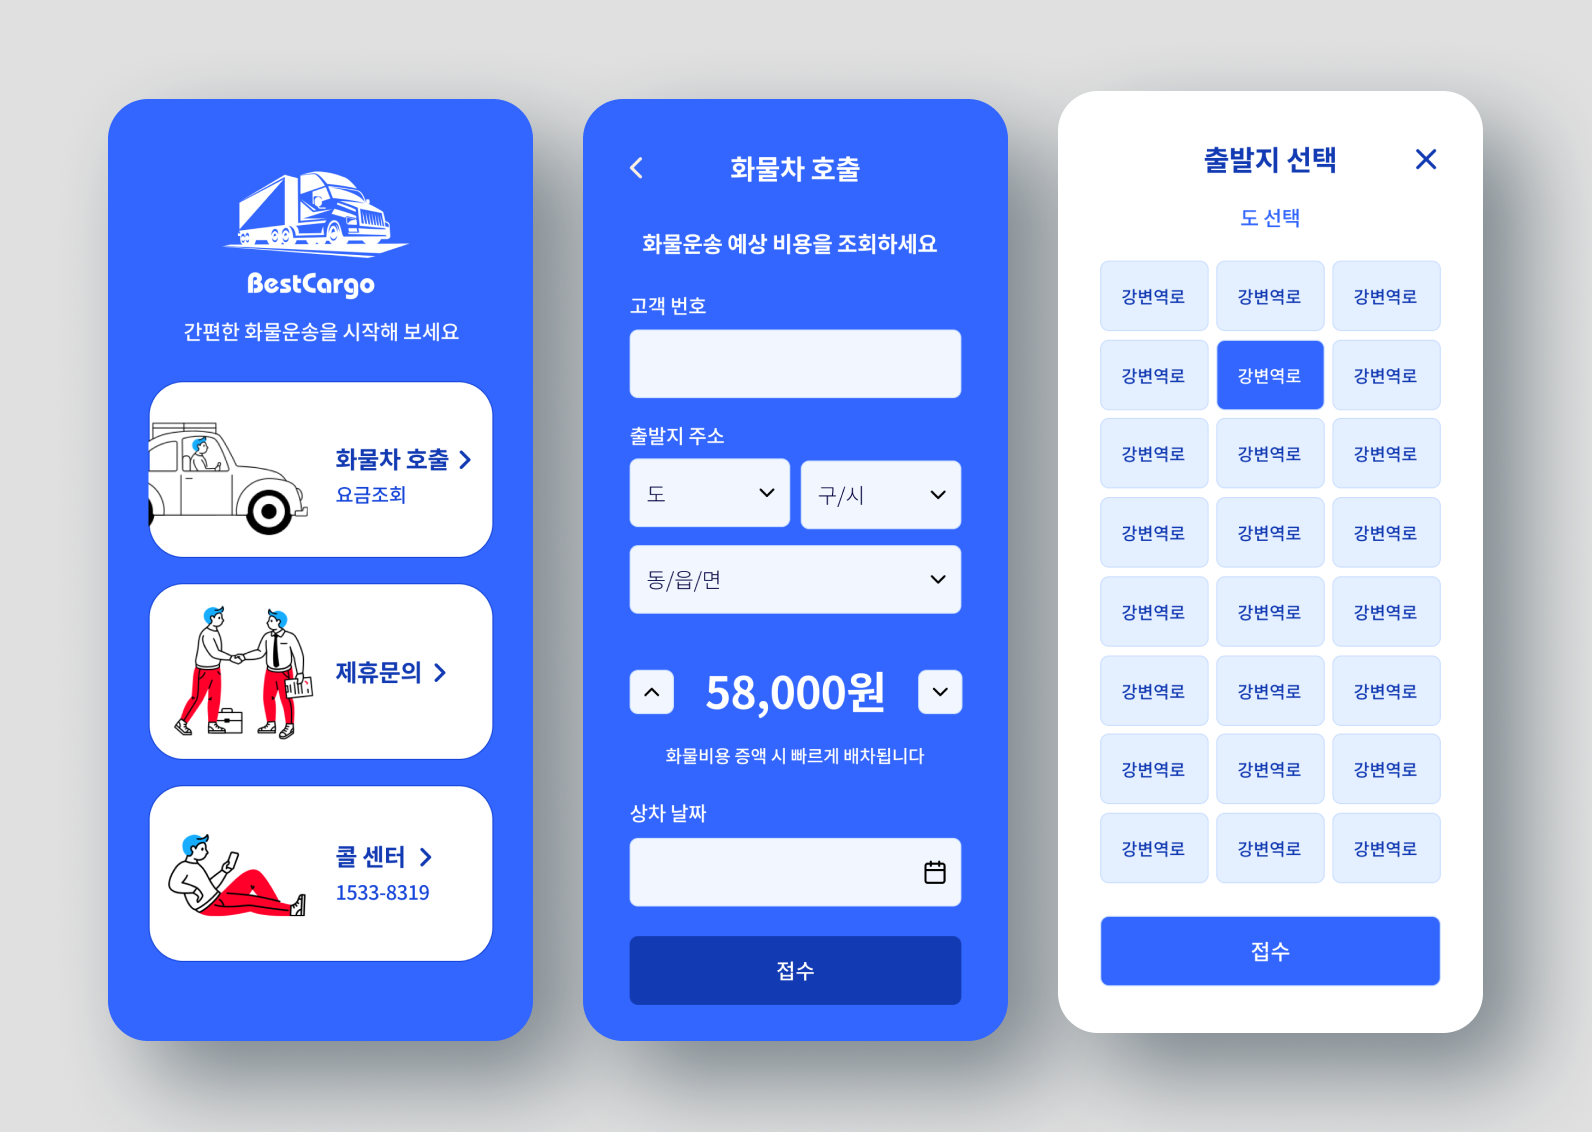 BestCargo
간편한 화물운송을 시작해 보세요
화물차 호출
요금조회
제휴문의
콜 센터
1533-8319
화물차 호출
화물운송 예상 비용을 조회하세요
고객 번호
출발지 주소
도
구/시
동/읍/면
58,000원
화물비용 증액 시 빠르게 배차됩니다
상차 날짜
접수
출발지 선택
도 선택
강변역로 강변역로 강변역로
강변역로 강변역로 강변역로
강변역로 강변역로 강변역로
강변역로 강변역로 강변역로
강변역로 강변역로 강변역로
강변역로 강변역로 강변역로
강변역로 강변역로 강변역로
강변역로 강변역로 강변역로
접수